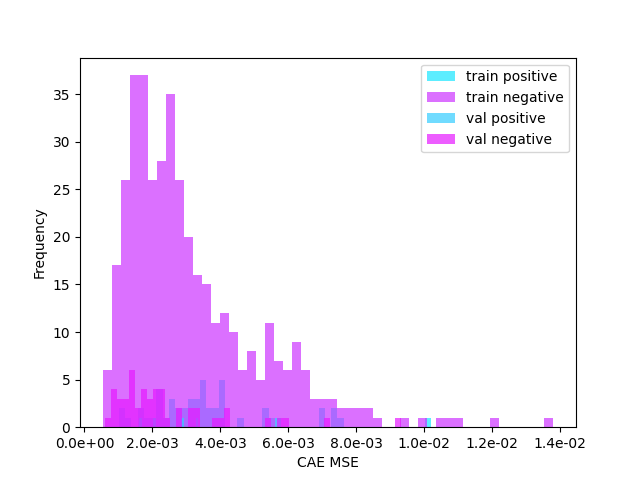 train positive
train negative
val positive
val negative
Frequency
35
30
25
20
15
10
5
0
0.0e+00 2.0e-03 4.0e-03 6.0e-03 8.0e-03 1.0e-02 1.2e-02 1.4e-02
CAE MSE